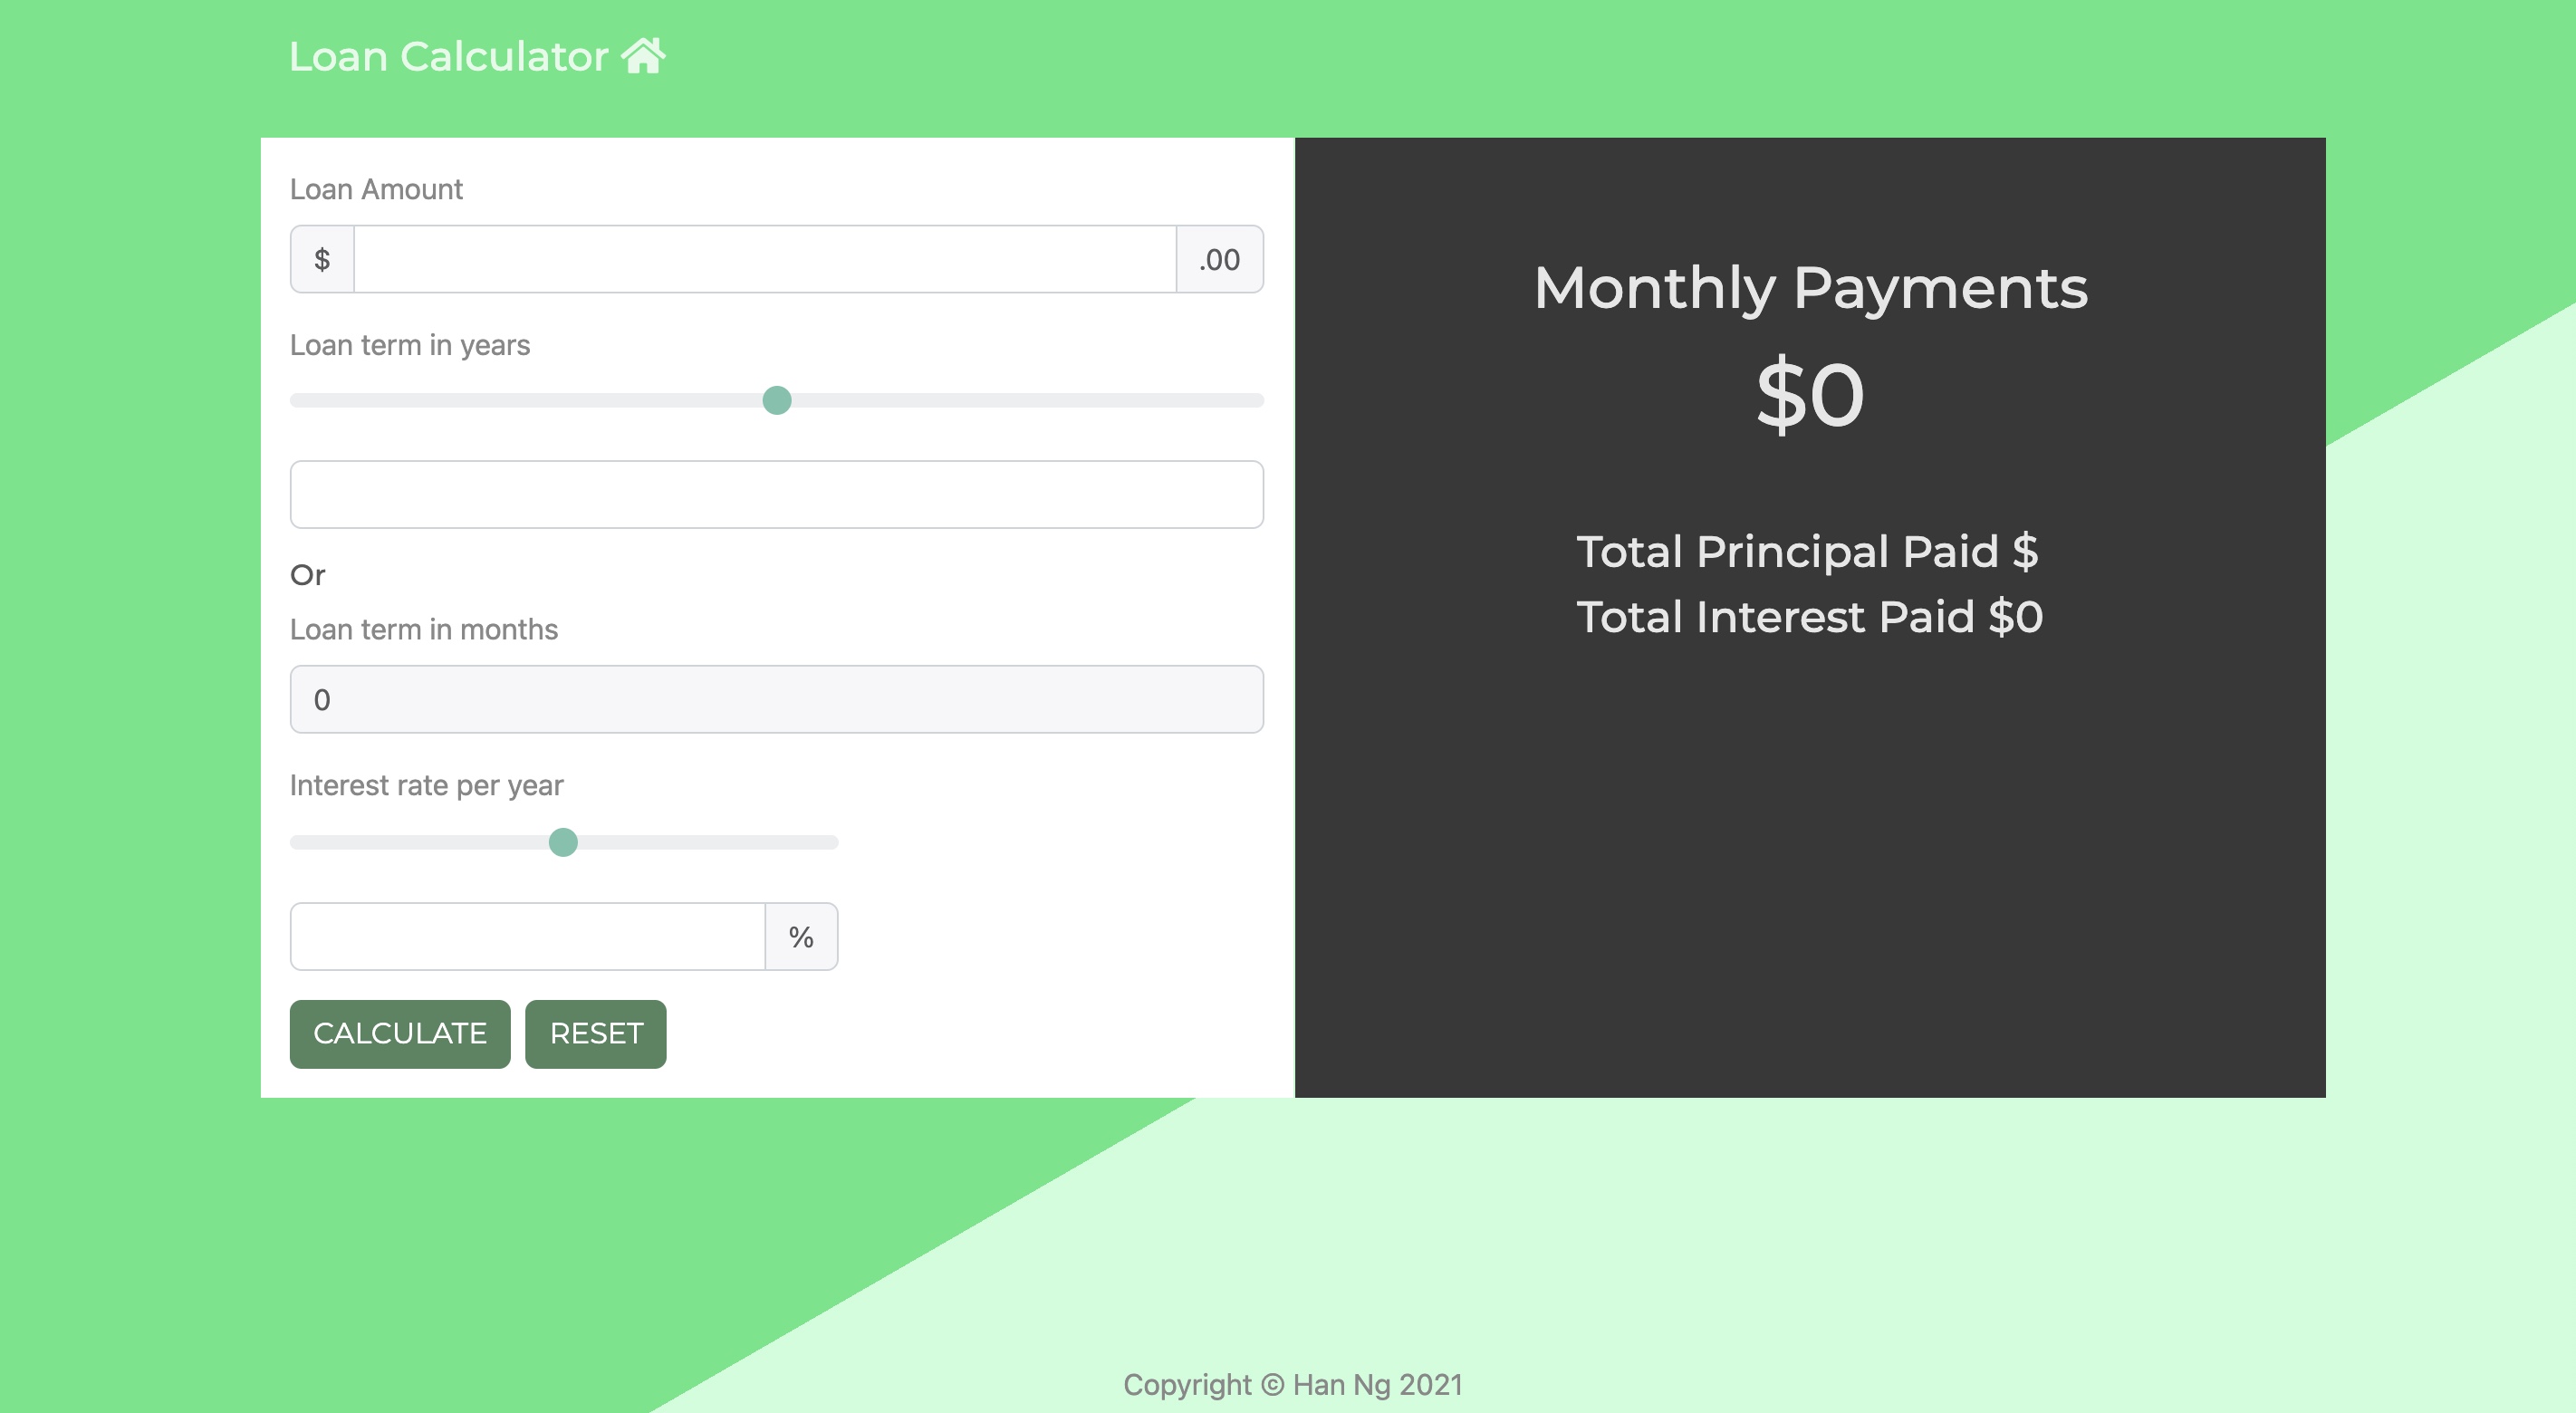 Loan Calculator
Loan Amount
$ .00
Loan term in years
Or
Loan term in months
0
Interest rate per year
%
CALCULATE RESET
Monthly Payments
$0
Total Principal Paid $
Total Interest Paid $0
Copyright © Han Ng 2021